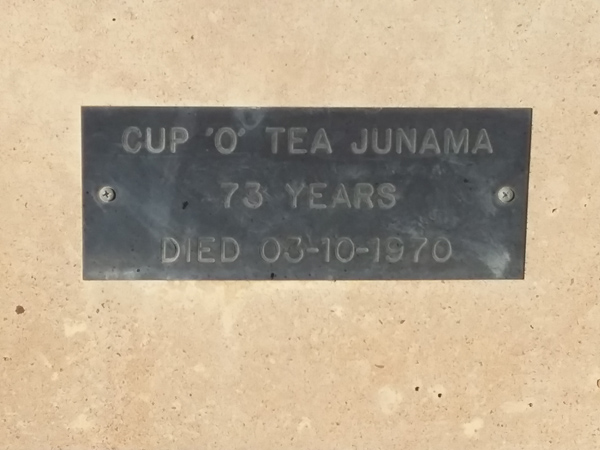 CUP 'O' TEA JUNAMA
73 YEARS
DIED 03-10-1970